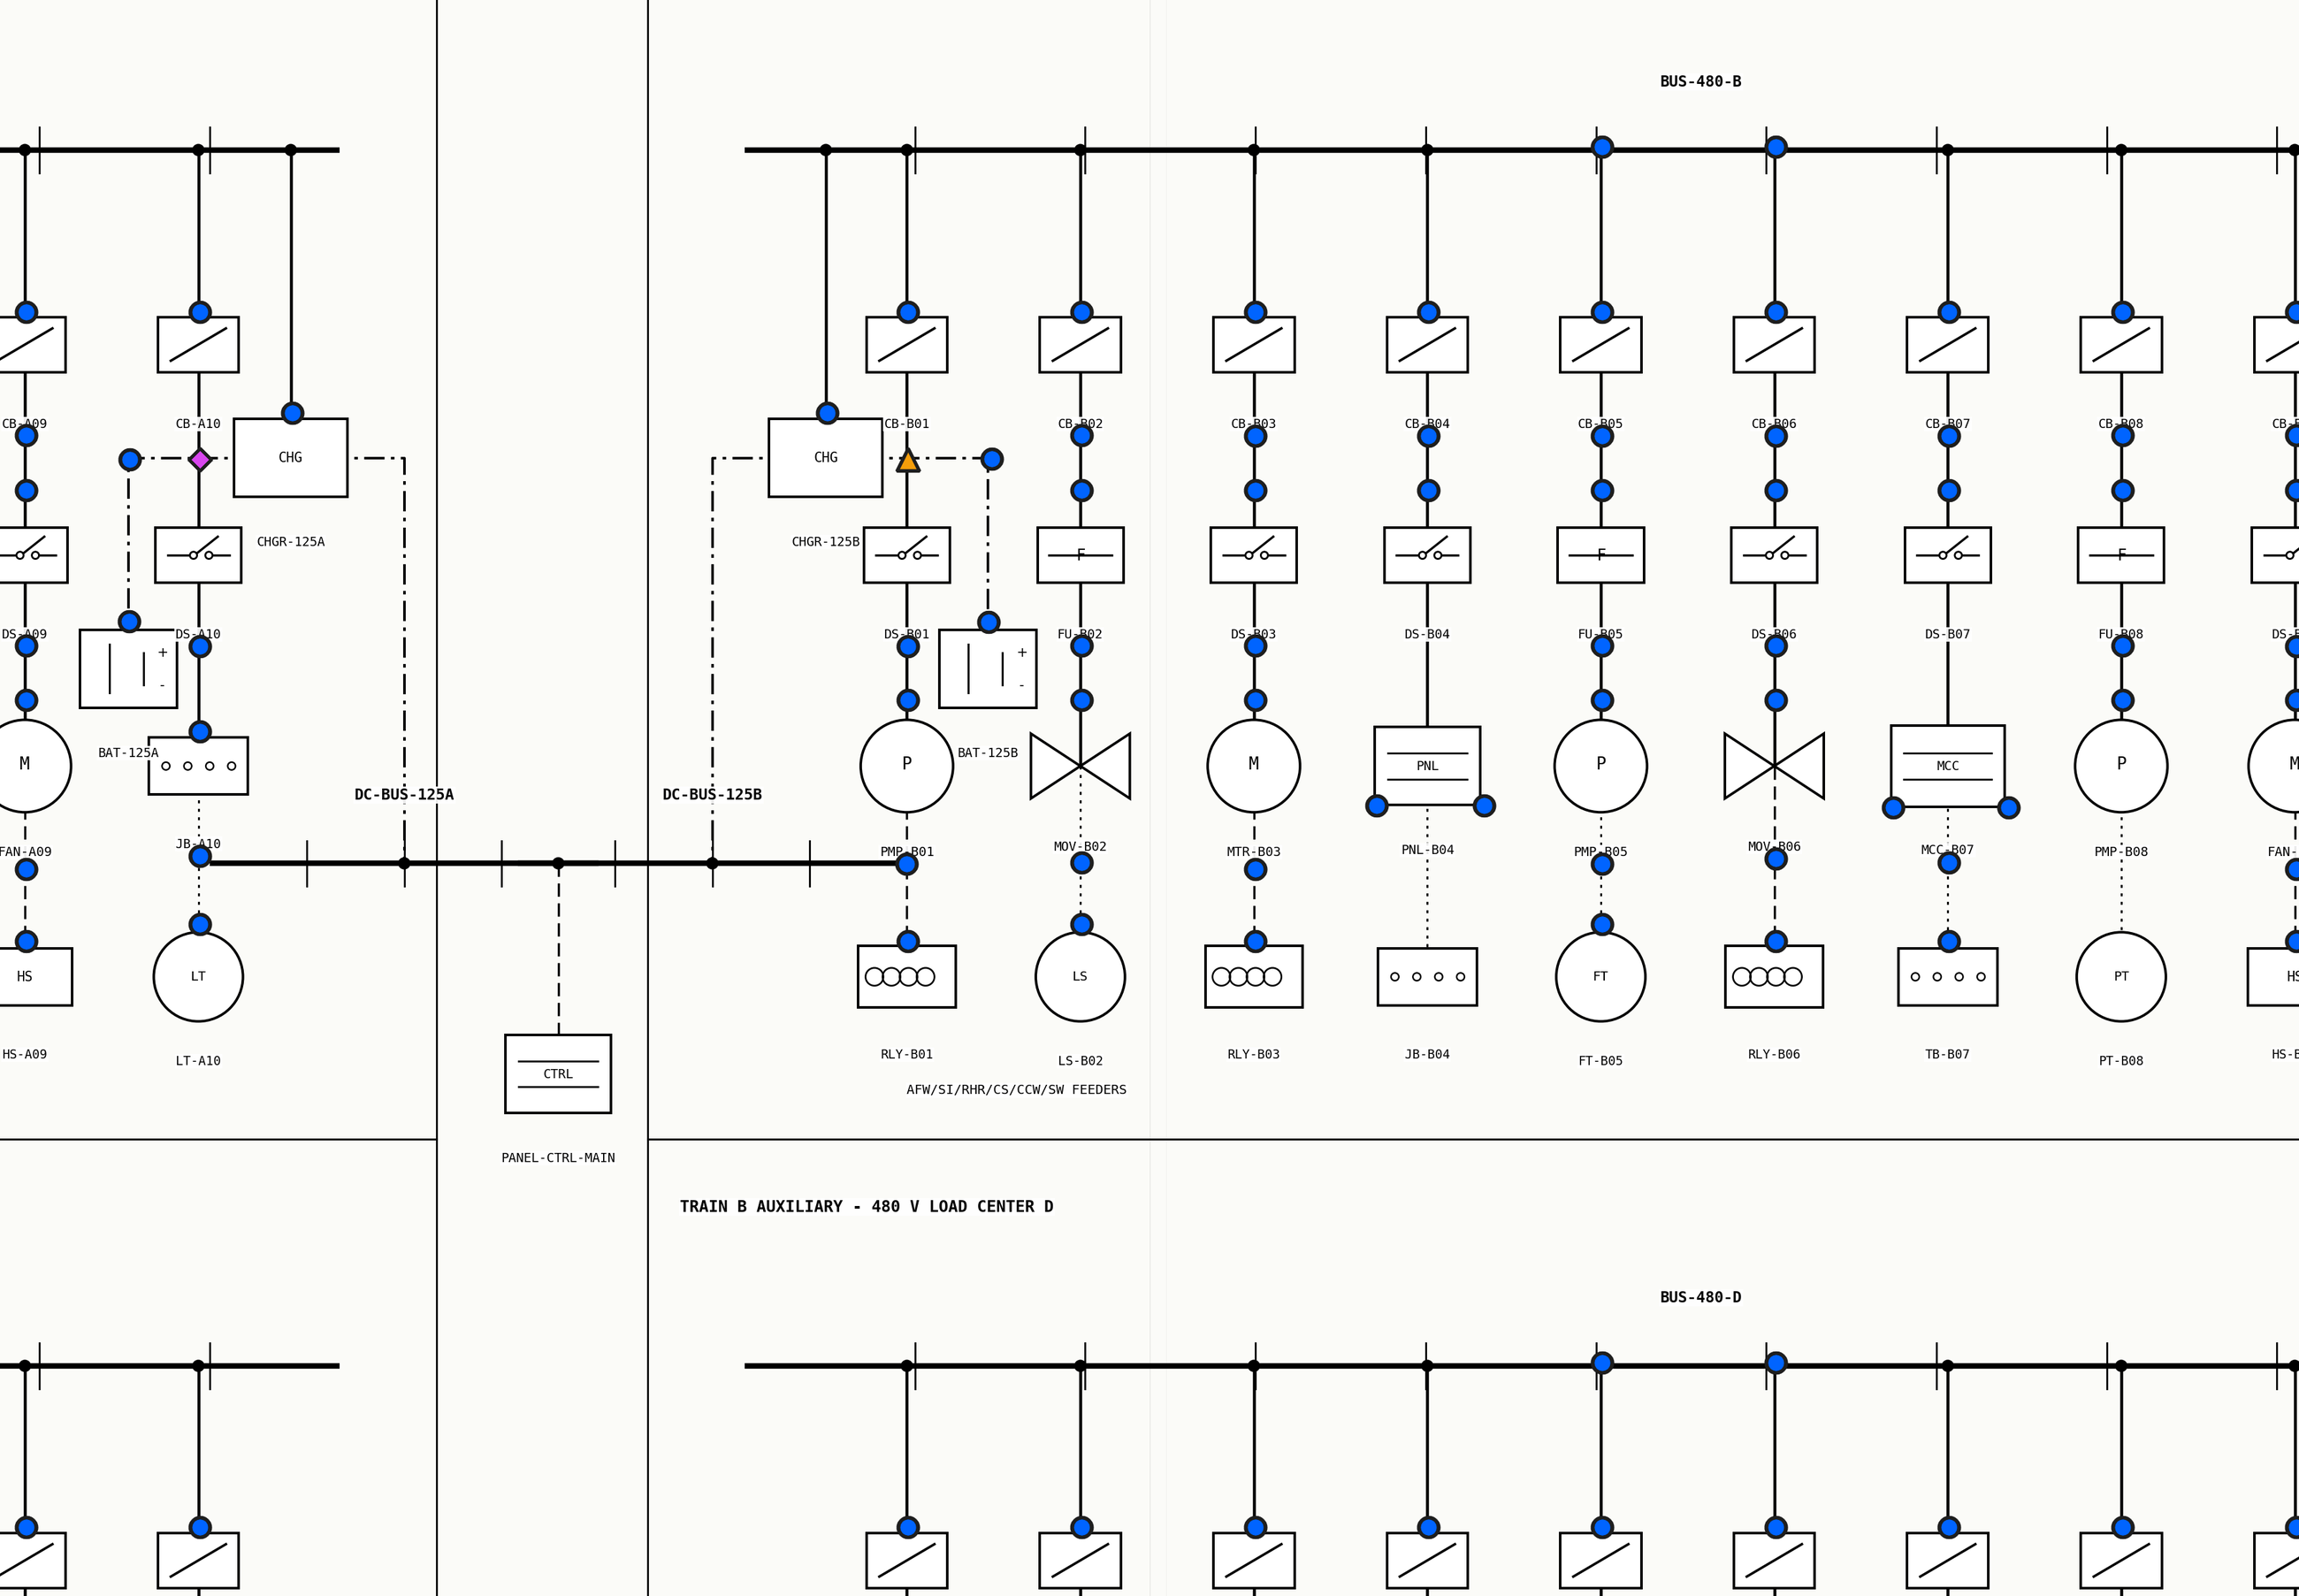 BUS-480-B
CB-A09
CB-A10
CB-B01
CB-B02
CB-B03
CB-B04
CB-B05
CB-B06
CB-B07
CB-B08
CHG
CHG
CHGR-125A
CHGR-125B
F
F
F
DS-A09
DS-A10
DS-B01
FU-B02
DS-B03
DS-B04
FU-B05
DS-B06
DS-B07
FU-B08
+
-
+
-
M
BAT-125A
P
BAT-125B
M
PNL
P
MCC
P
M
DC-BUS-125A
DC-BUS-125B
FAN-A09
JB-A10
PMP-B01
MOV-B02
MTR-B03
PNL-B04
PMP-B05
MOV-B06
MCC-B07
PMP-B08
FAN-
HS
LT
LS
FT
PT
HS
HS-A09
LT-A10
RLY-B01
LS-B02
RLY-B03
JB-B04
FT-B05
RLY-B06
TB-B07
PT-B08
CTRL
AFW/SI/RHR/CS/CCW/SW FEEDERS
PANEL-CTRL-MAIN
TRAIN B AUXILIARY - 480 V LOAD CENTER D
BUS-480-D